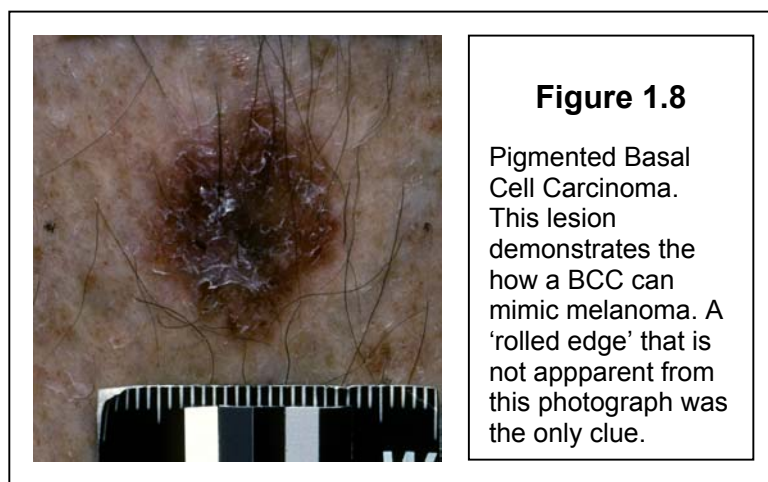 Figure 1.8
Pigmented Basal
Cell Carcinoma.
This lesion
demonstrates the
how a BCC can
mimic melanoma. A
‘rolled edge’ that is
not appparent from
this photograph was
the only clue.